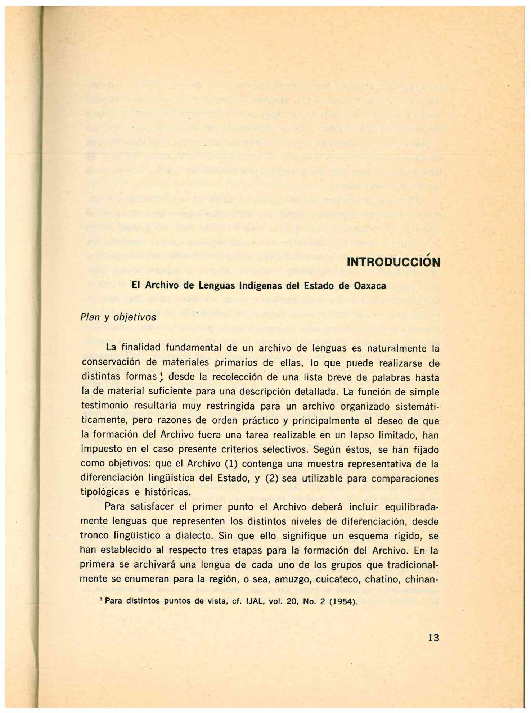 INTRODUCCIÓN
El Archivo de Lenguas Indígenas del Estado de Oaxaca
Plan y objetivos
La finalidad fundamental de un archivo de lenguas es naturalmente la
conservación de materiales primarios de ellas, lo que puede realizarse de
distintas formas¹, desde la recolección de una lista breve de palabras hasta
la de material suficiente para una descripción detallada. La función de simple
testimonio resultaría muy restringida para un archivo organizado sistemáti-
ticamente, pero razones de orden práctico y principalmente el deseo de que
la formación del Archivo fuera una tarea realizable en un lapso limitado, han
impuesto en el caso presente criterios selectivos. Según éstos, se han fijado
como objetivos: que el Archivo (1) contenga una muestra representativa de la
diferenciación lingüística del Estado, y (2) sea utilizable para comparaciones
tipológicas e históricas.
Para satisfacer el primer punto el Archivo deberá incluir equilibrada-
mente lenguas que representen los distintos niveles de diferenciación, desde
tronco lingüístico a dialecto. Sin que ello signifique un esquema rígido, se
han establecido al respecto tres etapas para la formación del Archivo. En la
primera se archivará una lengua de cada uno de los grupos que tradicional-
mente se enumeran para la región, o sea, amuzgo, cuicateco, chatino, chinan-
¹ Para distintos puntos de vista, cf. IJAL, vol. 20, No. 2 (1954).
13